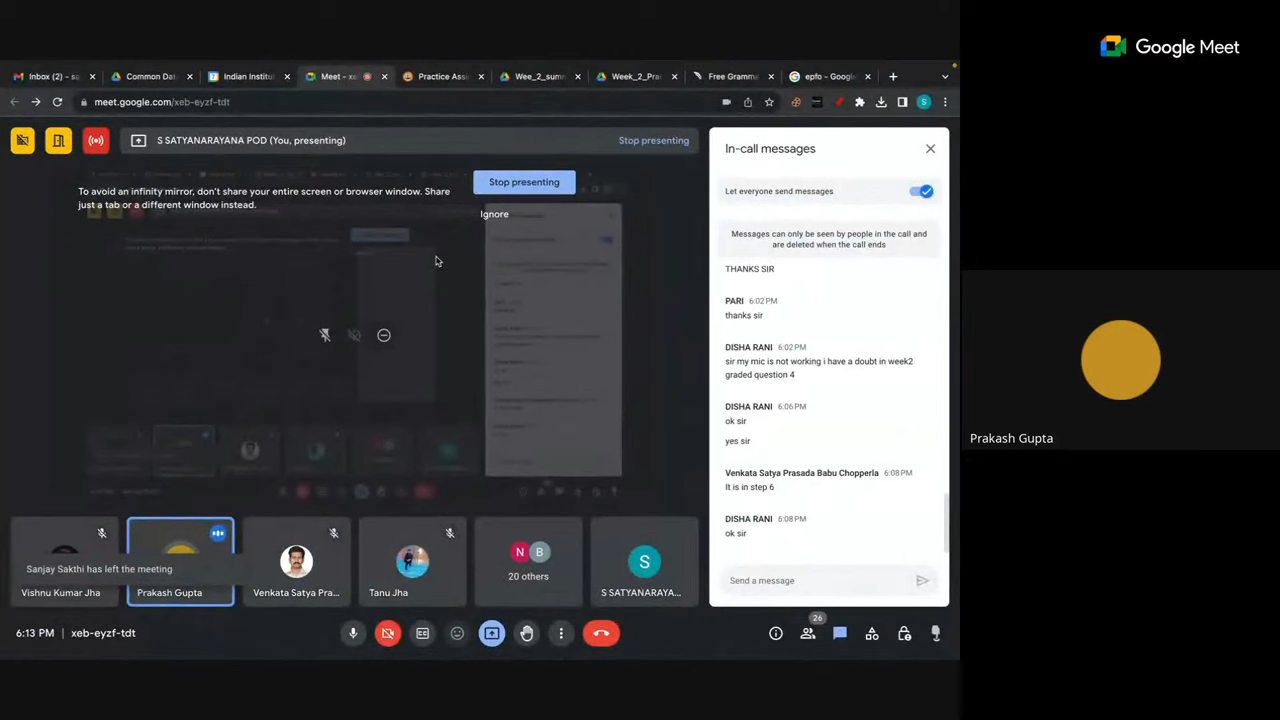 Google Meet
Inbox (2) - sa
Common Data
Indian Institu
Meet - xe
Practice Ass
Wee_2_sum
Week_2_Pra
Free Gramma
epfo - Google
meet.google.com/xeb-eyzf-tdt
S SATYANARAYANA POD (You, presenting)
Stop presenting
To avoid an infinity mirror, don't share your entire screen or browser window. Share
just a tab or a different window instead.
Stop presenting
Ignore
In-call messages
Let everyone send messages
Messages can only be seen by people in the call and
are deleted when the call ends
THANKS SIR
PARI 6:02 PM
thanks sir
DISHA RANI 6:02 PM
sir my mic is not working i have a doubt in week2
graded question 4
DISHA RANI 6:06 PM
ok sir
yes sir
Venkata Satya Prasada Babu Chopperla 6:08 PM
It is in step 6
DISHA RANI 6:08 PM
ok sir
Send a message
Prakash Gupta
Sanjay Sakthi has left the meeting
Vishnu Kumar Jha
Prakash Gupta
Venkata Satya Pra...
Tanu Jha
N
B
20 others
S
S SATYANARAYA...
6:13 PM | xeb-eyzf-tdt
26